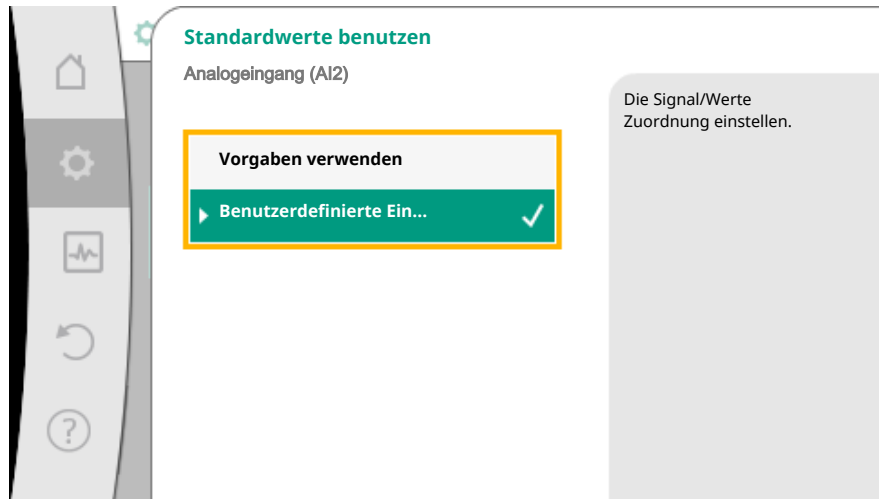 Standardwerte benutzen
Analogeingang (AI2)
Die Signal/Werte
Zuordnung einstellen.
Vorgaben verwenden
Benutzerdefinierte Ein...
?